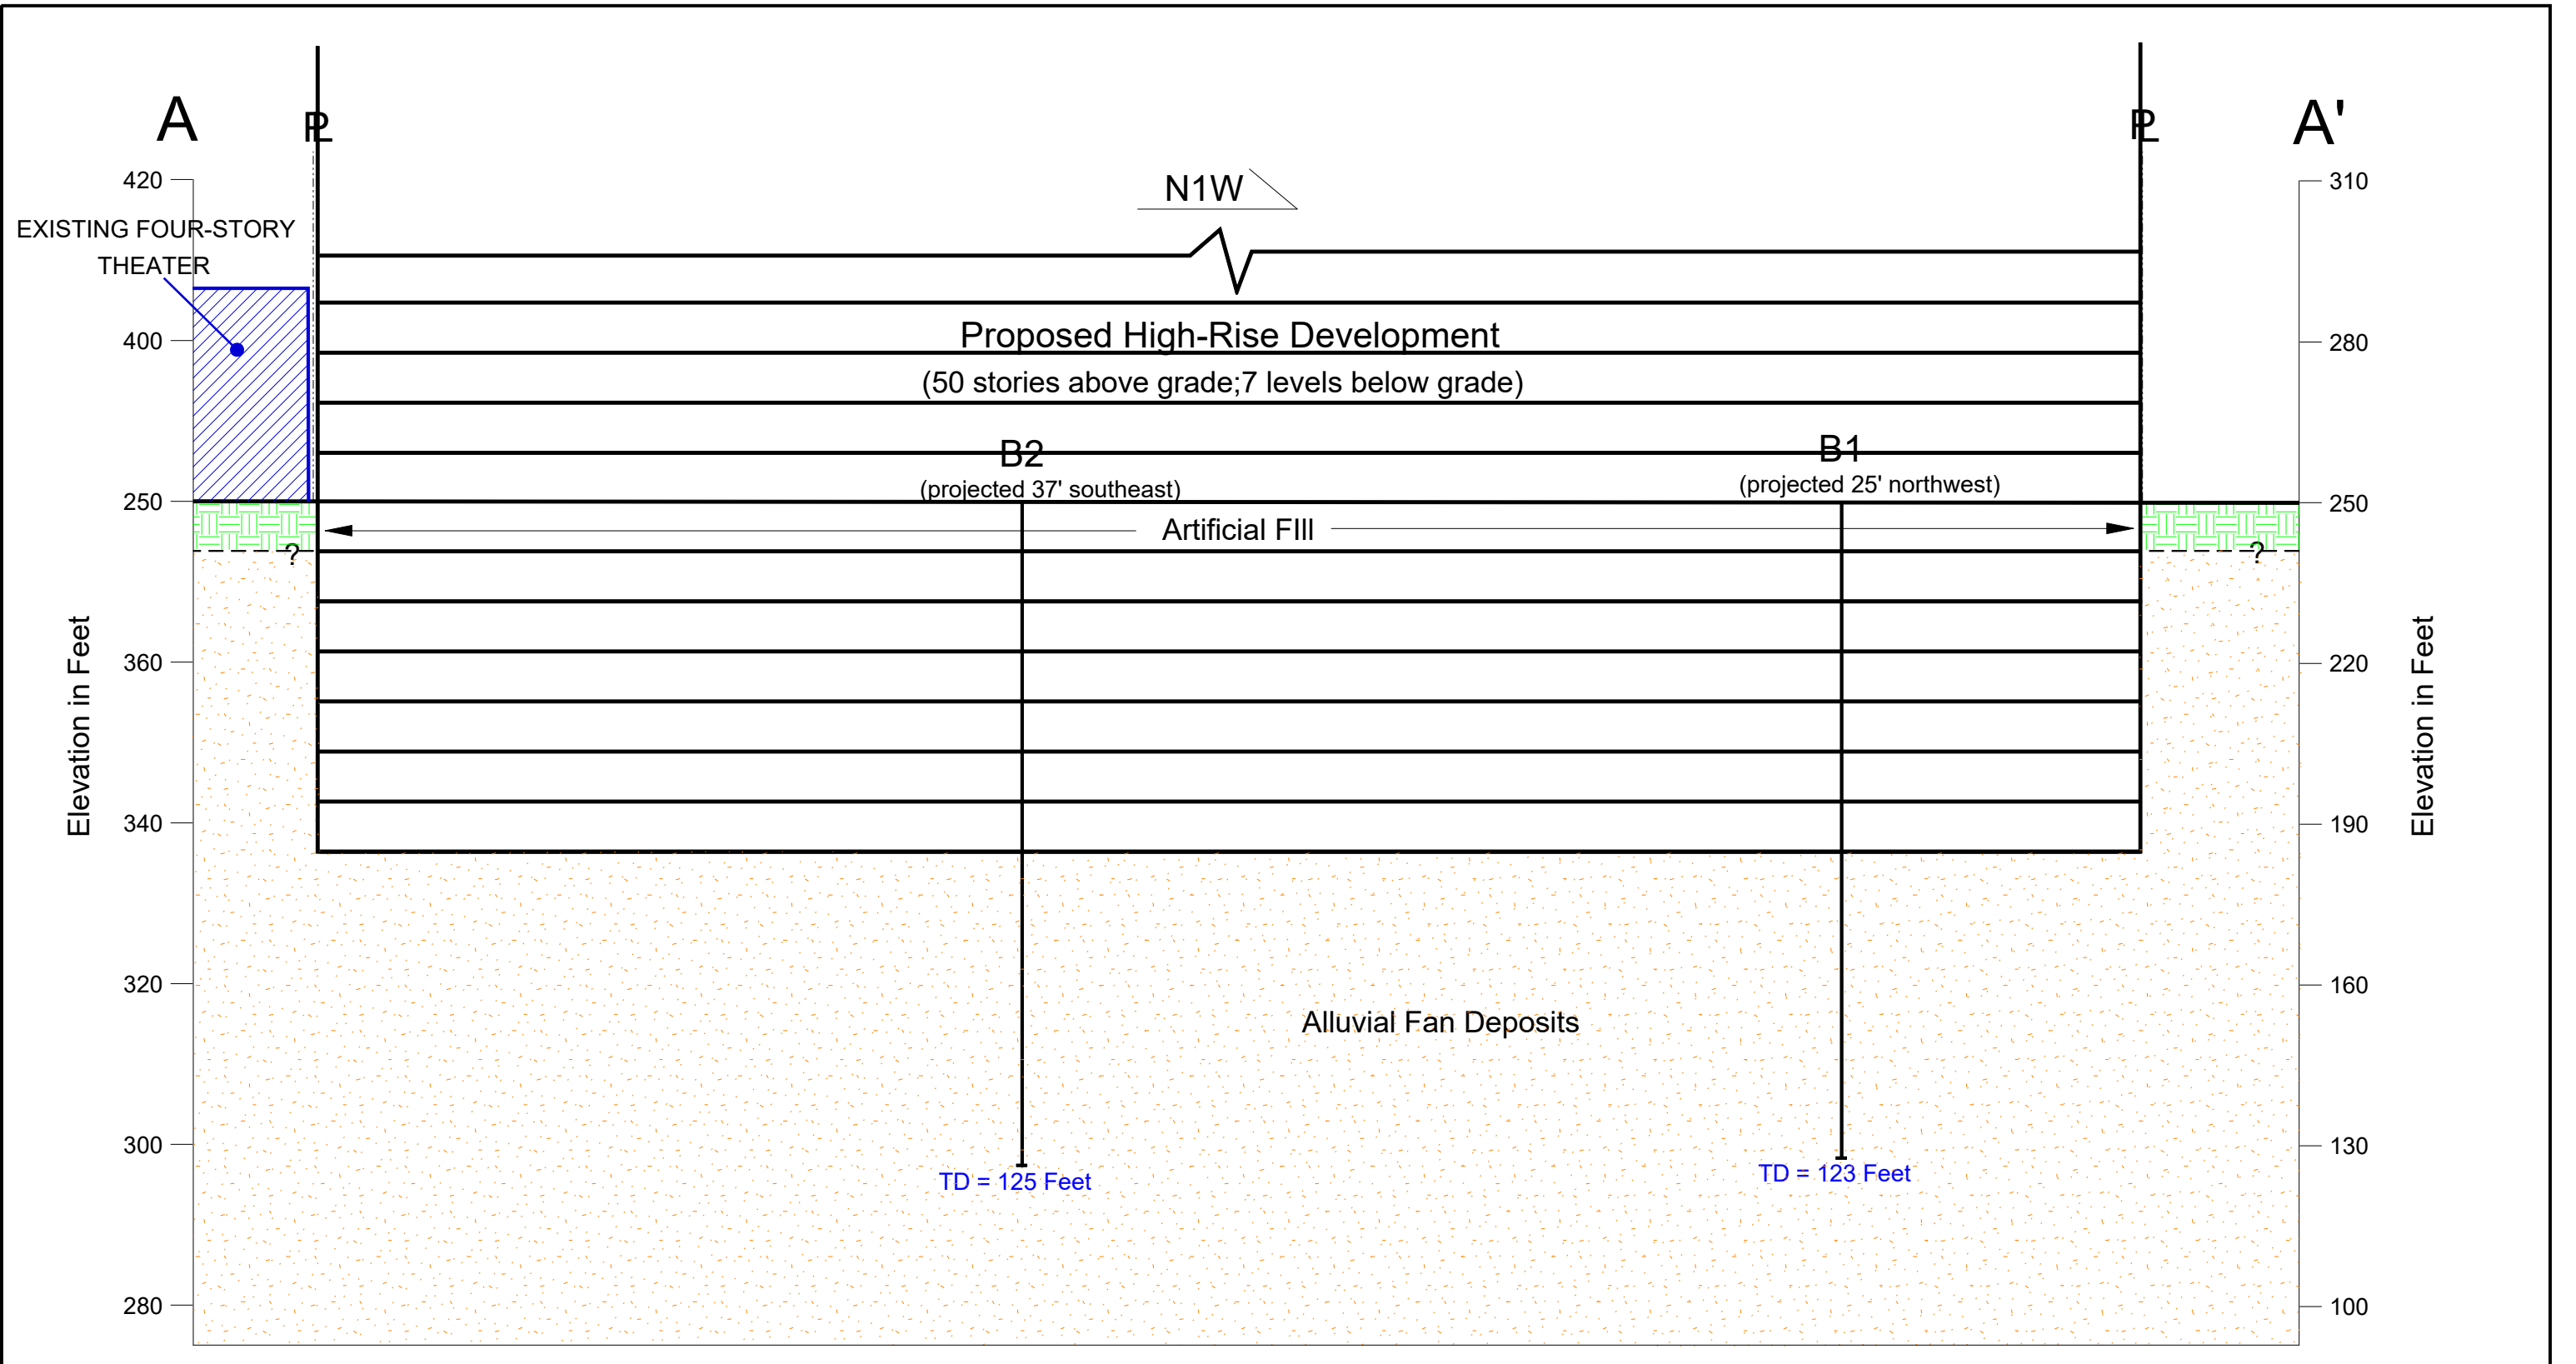 A
PL
PL
A'
N1W
420
310
EXISTING FOUR-STORY
THEATER
Proposed High-Rise Development
400
280
(50 stories above grade;7 levels below grade)
B2
B1
(projected 37' southeast)
(projected 25' northwest)
250
250
Artificial FIll
?
?
Elevation in Feet
Elevation in Feet
360
220
340
190
320
160
Alluvial Fan Deposits
300
130
TD = 125 Feet
TD = 123 Feet
280
100